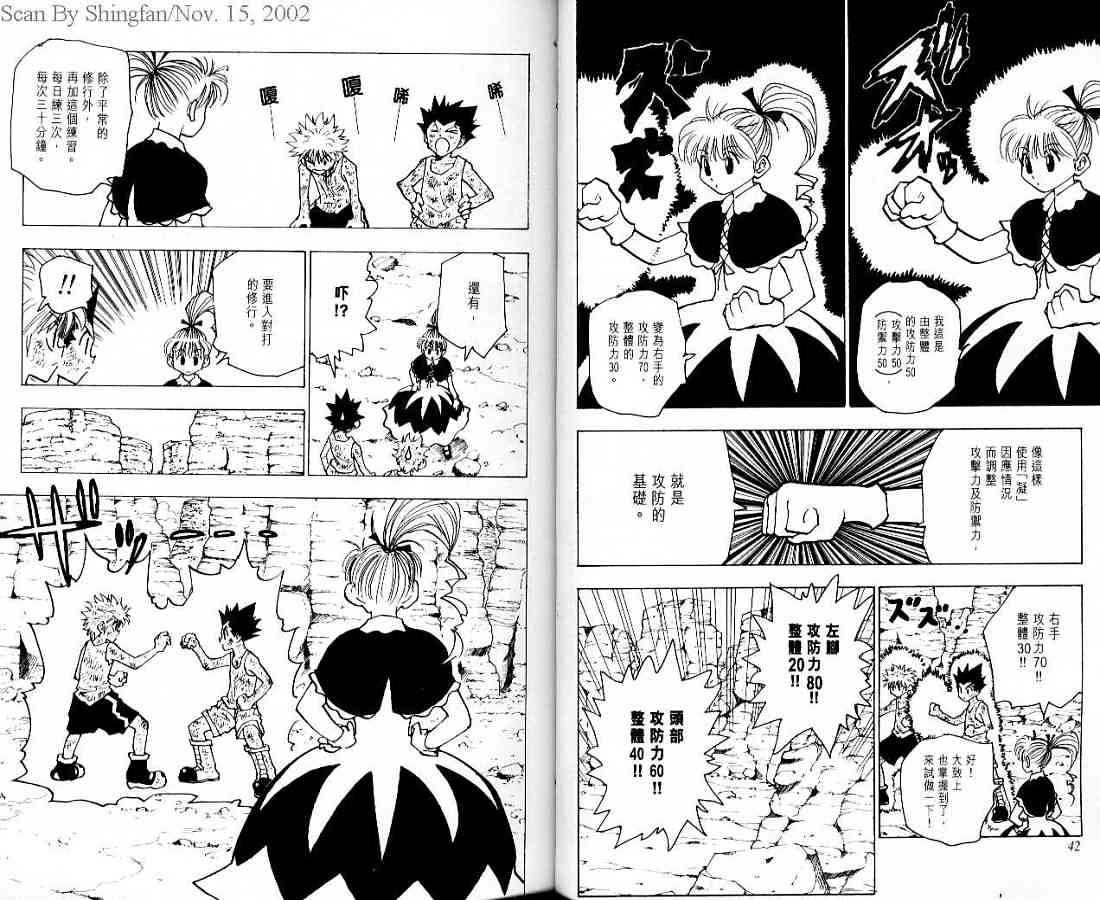 Scan By Shingfan/Nov. 15, 2002
我這是
由整體
的攻防力50
（攻擊力50
防禦力50）.
ズズ
變為右手的
攻防力70，
整體的
攻防力30。
像這樣
使用「凝」
因應情況
而調整
攻擊力及防禦力，
就是
攻防的
基礎。
右手
攻防力70
整體30!!
ズズ
好！
大致上
也掌握到了
來試做一下！
左腳
攻防力80!!
整體20!!
頭部
攻防力60!!
整體40!!
42
唏
唏
嗄
嗄
除了平常的
修行外，
再加這個練習。
每日練三次，
每次三十分鐘。
還有，
吓!?
要進入對打
的修行。
!!